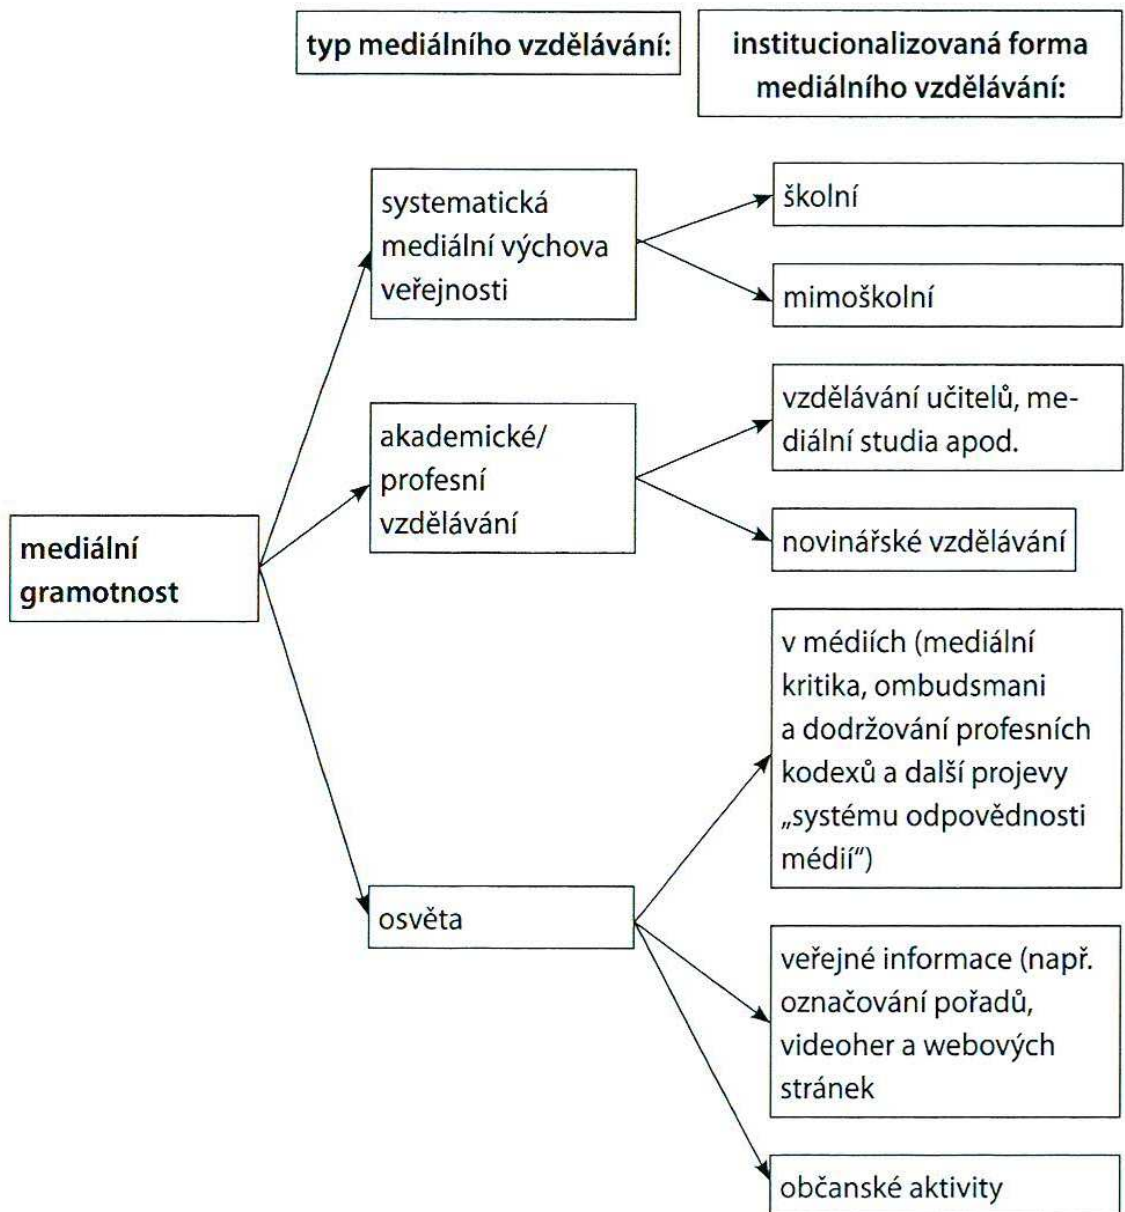 typ mediálního vzdělávání:
institucionalizovaná forma
mediálního vzdělávání:
systematická
mediální výchova
veřejnosti
školní
mimoškolní
akademické/
profesní
vzdělávání
vzdělávání učitelů, me-
diální studia apod.
novinářské vzdělávání
mediální
gramotnost
v médiích (mediální
kritika, ombudsmani
a dodržování profesních
kodexů a další projevy
„systému odpovědnosti
médií“)
osvěta
veřejné informace (např.
označování pořadů,
videoher a webových
stránek
občanské aktivity